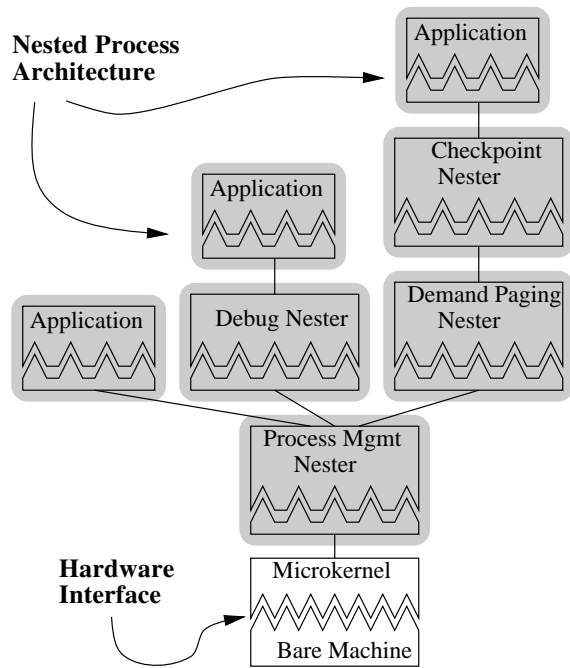 Nested Process
Architecture
Application
Checkpoint
Nester
Application
Demand Paging
Nester
Application
Debug Nester
Process Mgmt
Nester
Hardware
Interface
Microkernel
Bare Machine